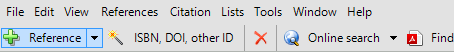 File Edit View References Citation Lists Tools Window Help
Reference ISBN, DOI, other ID Online search Find